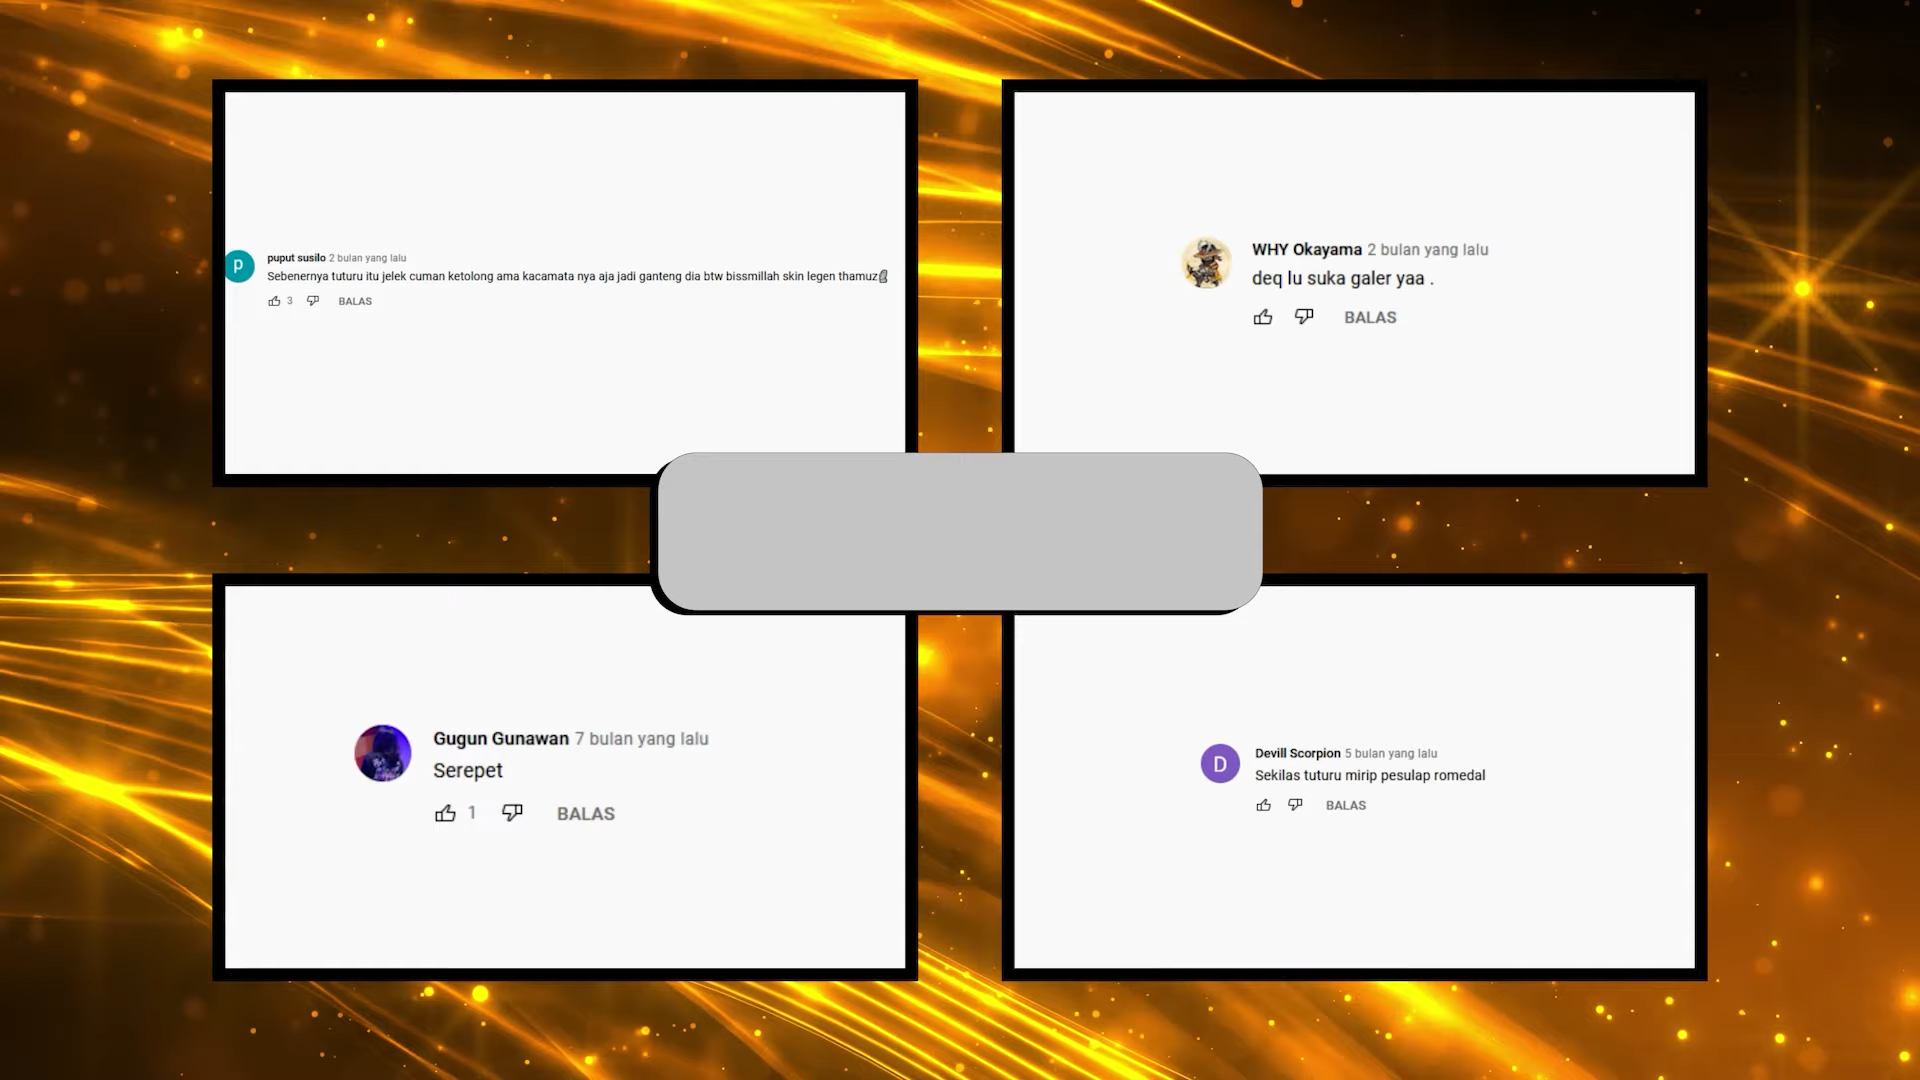 P
puput susilo 2 bulan yang lalu
Sebenernya tuturu itu jelek cuman ketolong ama kacamata nya aja jadi ganteng dia btw bissmillah skin legen thamuz
3 BALAS
WHY Okayama 2 bulan yang lalu
deq lu suka galer yaa .
BALAS
Gugun Gunawan 7 bulan yang lalu
Serepet
1 BALAS
D
Devill Scorpion 5 bulan yang lalu
Sekilas tuturu mirip pesulap romedal
BALAS